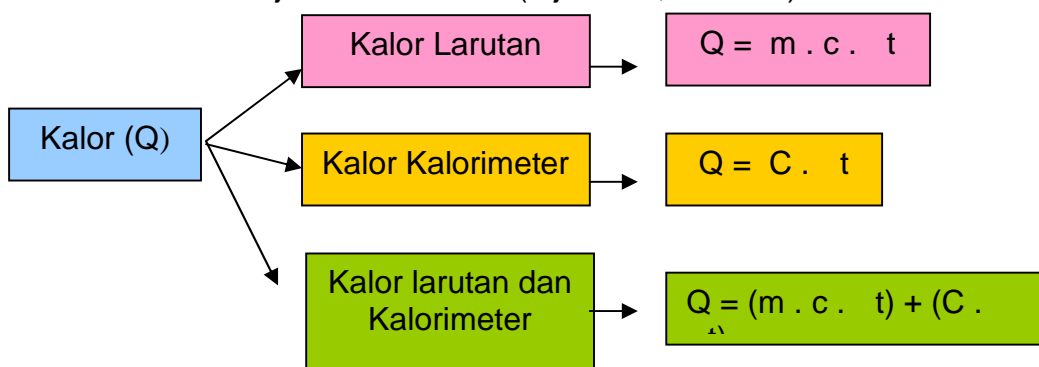 Kalor Larutan
Q = m . c . t
Kalor (Q)
Kalor Kalorimeter
Q = C . t
Kalor larutan dan
Kalorimeter
Q = (m . c . t) + (C .
t)